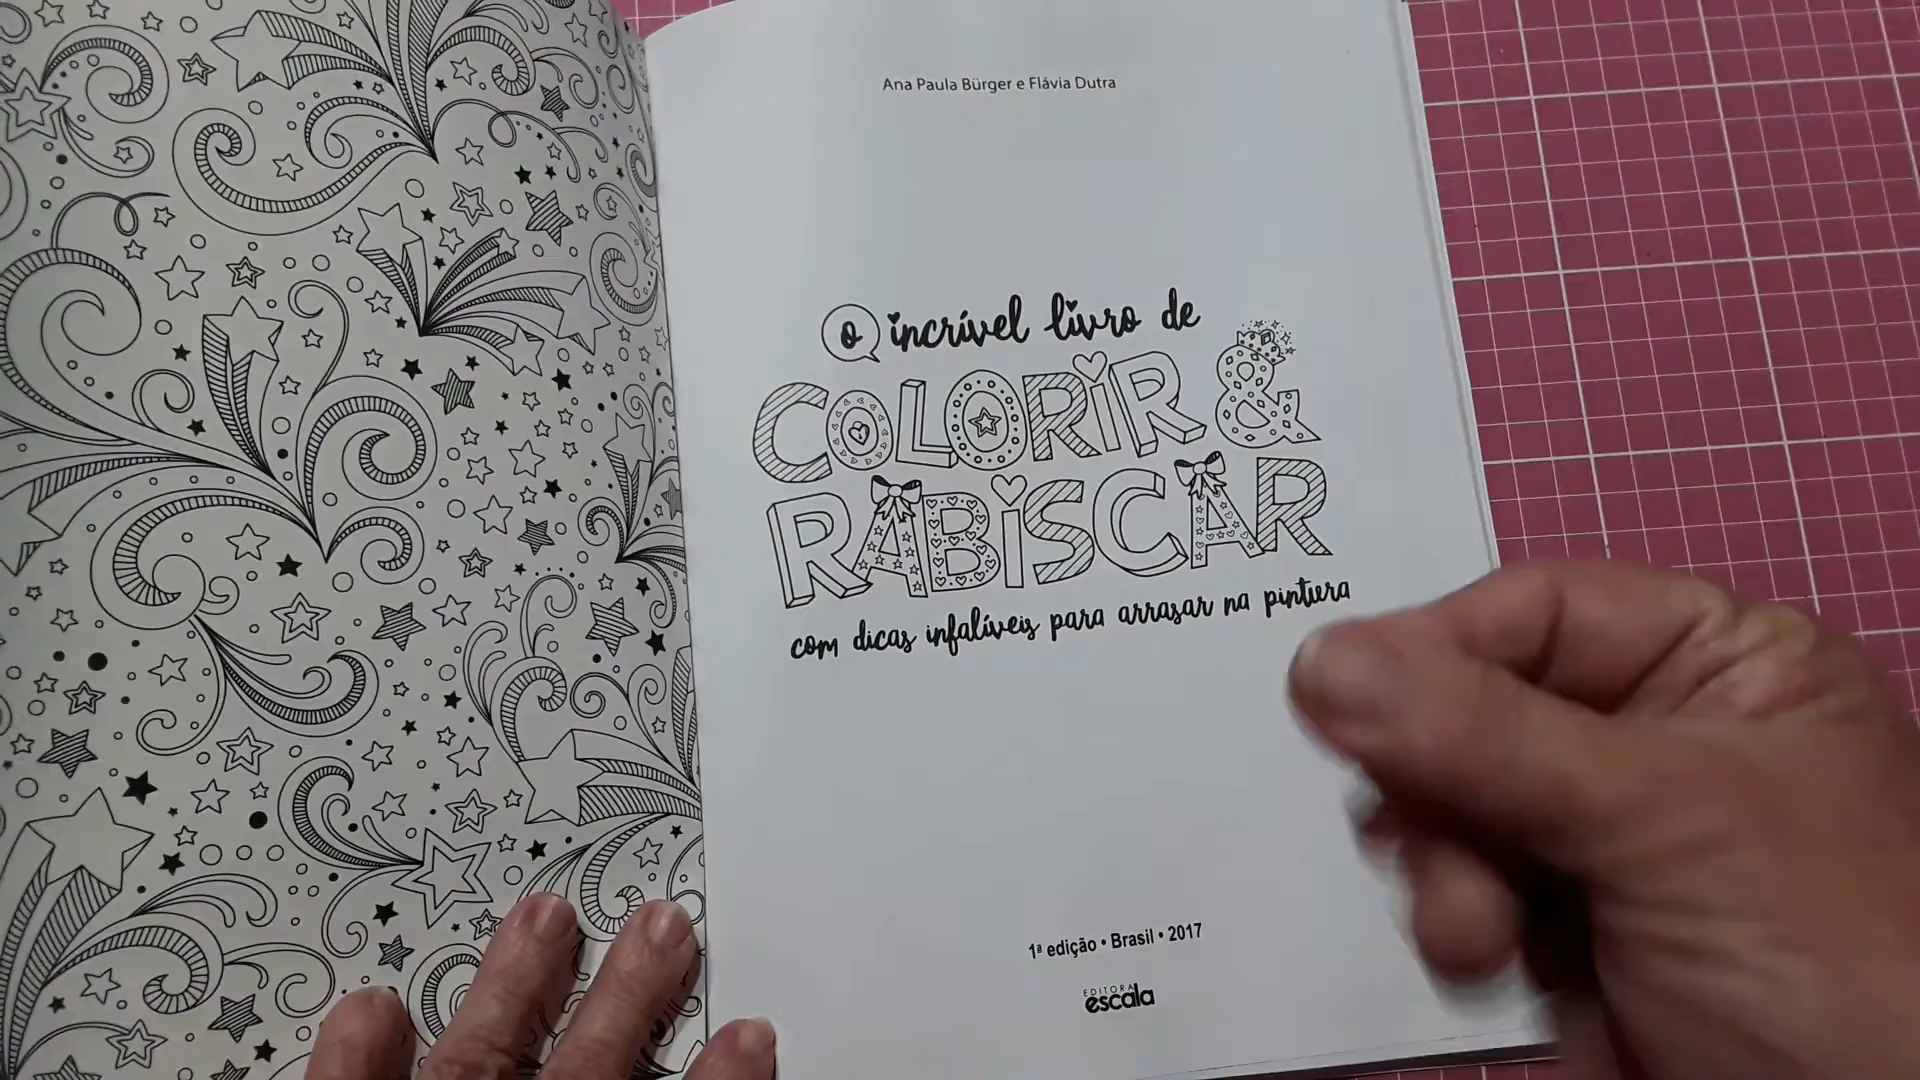 Ana Paula Bürger e Flávia Dutra
o incrível livro de
COLORIR &
RABISCAR
com dicas infalíveis para arrasar na pintura
1ª edição • Brasil • 2017
EDITORA
escala